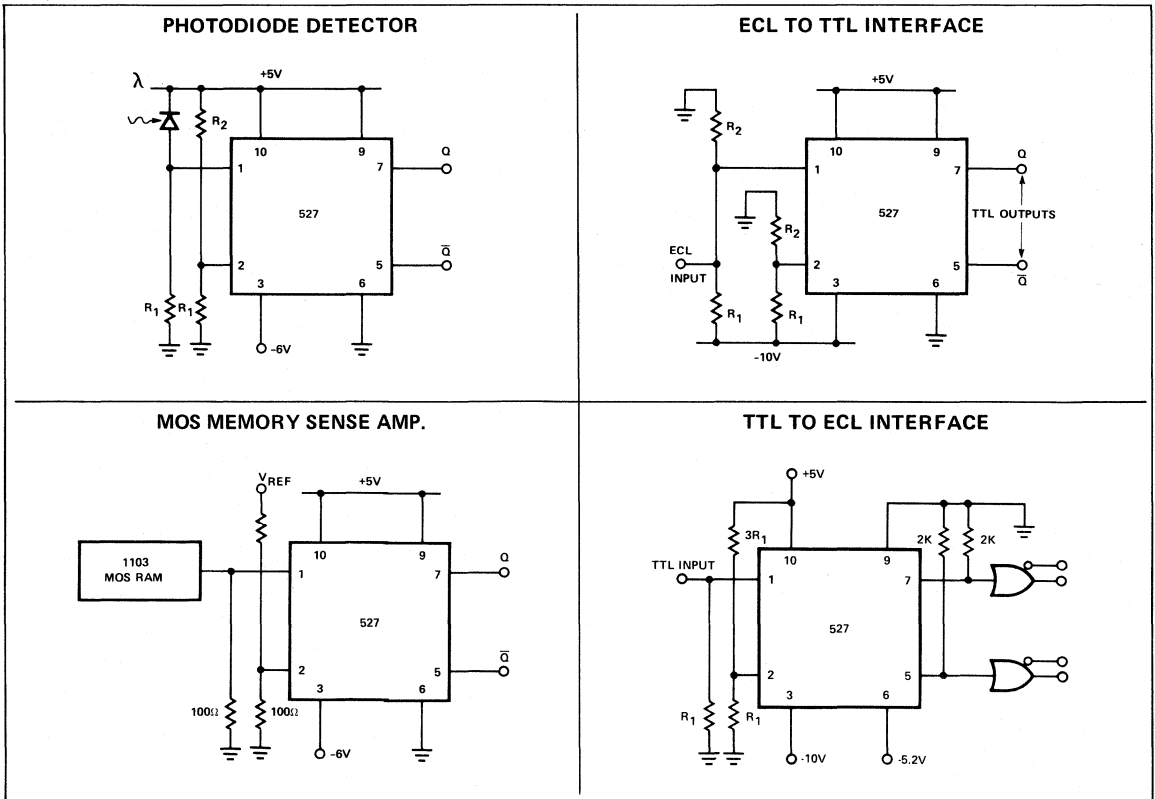 PHOTODIODE DETECTOR
λ
+5V
R2
10
9
1
7
Q
527
2
5
Q̅
3
6
R1
R1
-6V
ECL TO TTL INTERFACE
+5V
R2
10
9
Q
1
7
527
TTL OUTPUTS
R2
ECL
INPUT
2
5
Q̅
3
6
R1
R1
-10V
MOS MEMORY SENSE AMP.
VREF
+5V
10
9
1103
MOS RAM
1
7
Q
527
2
5
Q̅
3
6
100Ω
100Ω
-6V
TTL TO ECL INTERFACE
+5V
3R1
2K
2K
10
9
TTL INPUT
1
7
527
2
5
3
6
R1
R1
-10V
-5.2V